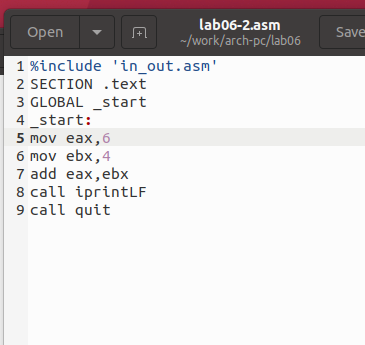 Open
lab06-2.asm
~/work/arch-pc/lab06
Save
1 %include 'in_out.asm'
2 SECTION .text
3 GLOBAL _start
4 _start:
5 mov eax,6
6 mov ebx,4
7 add eax,ebx
8 call iprintLF
9 call quit